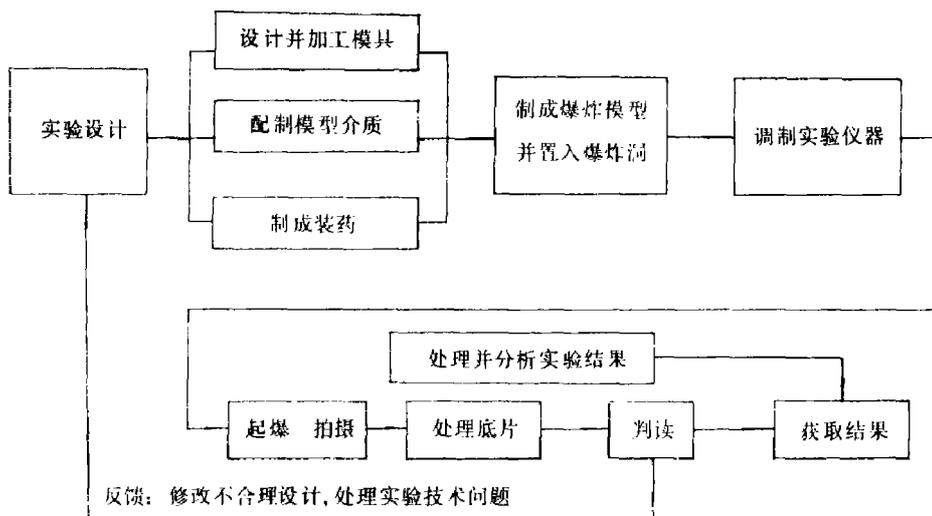 设计并加工模具
实验设计
配制模型介质
制成装药
制成爆炸模型
并置入爆炸洞
调制实验仪器
处理并分析实验结果
起爆 拍摄
处理底片
判读
获取结果
反馈: 修改不合理设计,处理实验技术问题